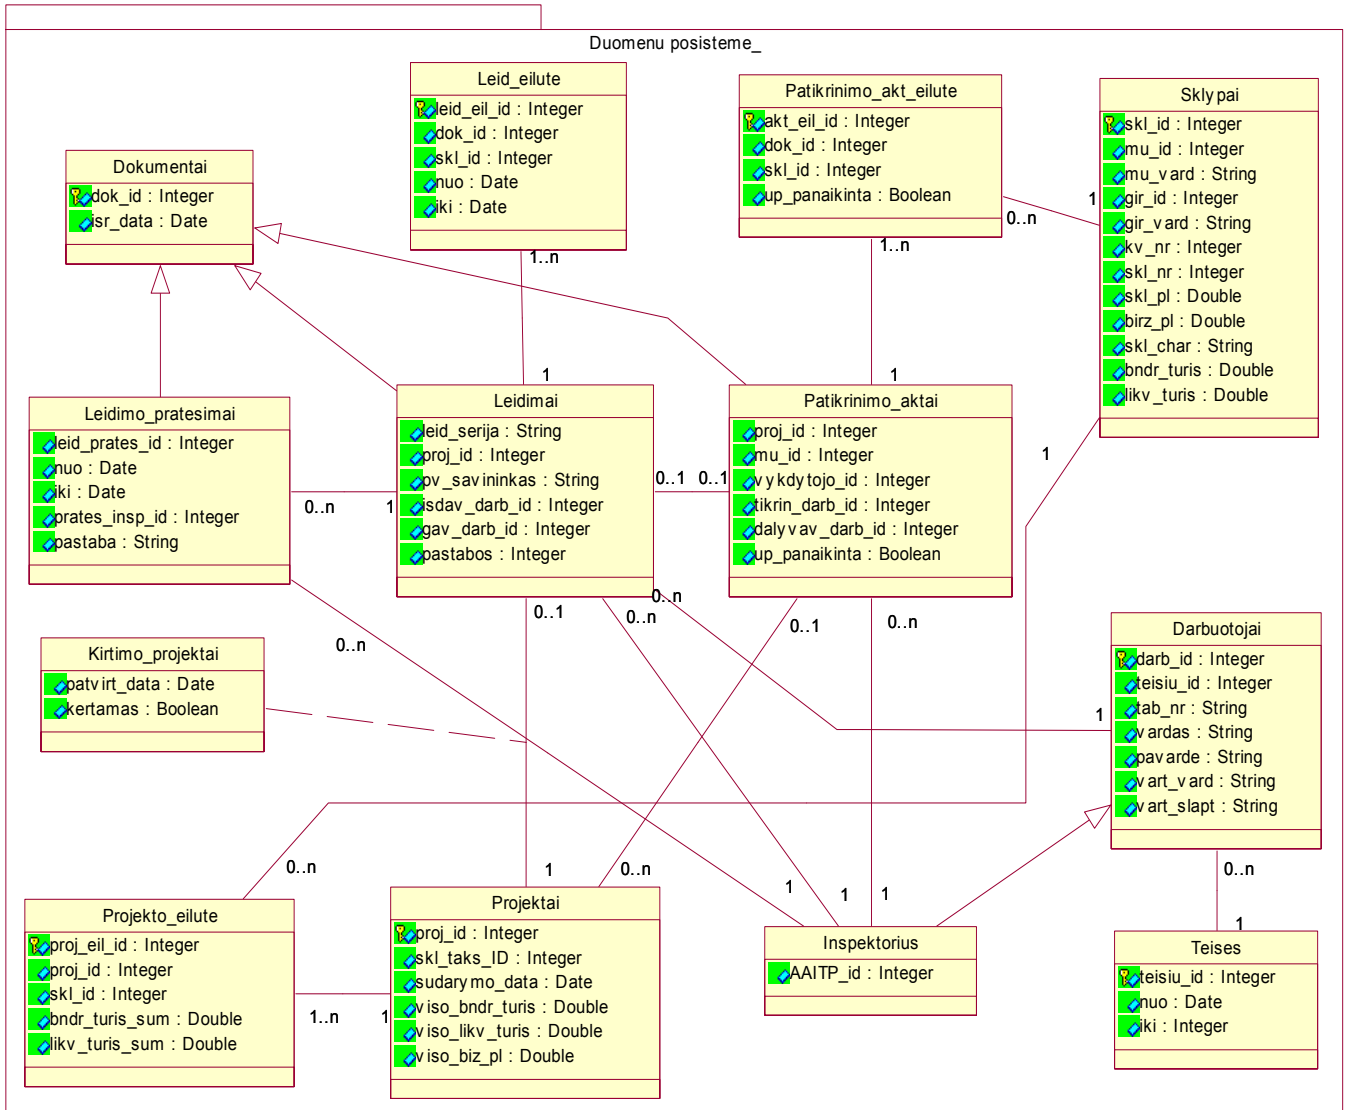 Duomenu posisteme_
Leid_eilute
leid_eil_id : Integer
dok_id : Integer
skl_id : Integer
nuo : Date
iki : Date
Patikrinimo_akt_eilute
akt_eil_id : Integer
dok_id : Integer
skl_id : Integer
up_panaikinta : Boolean
Sklypai
skl_id : Integer
mu_id : Integer
mu_vard : String
gir_id : Integer
gir_vard : String
kv_nr : Integer
skl_nr : Integer
skl_pl : Double
birz_pl : Double
skl_char : String
bndr_turis : Double
likv_turis : Double
Dokumentai
dok_id : Integer
isr_data : Date
1
0..n
1..n
1..n
1
1
Leidimo_pratesimai
leid_prates_id : Integer
nuo : Date
iki : Date
prates_insp_id : Integer
pastaba : String
Leidimai
leid_serija : String
proj_id : Integer
pv_savininkas : String
isdav_darb_id : Integer
gav_darb_id : Integer
pastabos : Integer
Patikrinimo_aktai
proj_id : Integer
mu_id : Integer
vykdytojo_id : Integer
tikrin_darb_id : Integer
dalyvav_darb_id : Integer
up_panaikinta : Boolean
1
0..1
0..1
0..n
1
0..n
0..1
0..n
0..1
0..n
0..n
Kirtimo_projektai
patvirt_data : Date
kertamas : Boolean
Darbuotojai
darb_id : Integer
teisiu_id : Integer
tab_nr : String
vardas : String
pavarde : String
vart_vard : String
vart_slapt : String
1
0..n
1
0..n
1
1
1
0..n
1
Projekto_eilute
proj_eil_id : Integer
proj_id : Integer
skl_id : Integer
bndr_turis_sum : Double
likv_turis_sum : Double
1..n
1
Projektai
proj_id : Integer
skl_taks_ID : Integer
sudarymo_data : Date
viso_bndr_turis : Double
viso_likv_turis : Double
viso_biz_pl : Double
Inspektorius
AAITP_id : Integer
Teises
teisiu_id : Integer
nuo : Date
iki : Integer